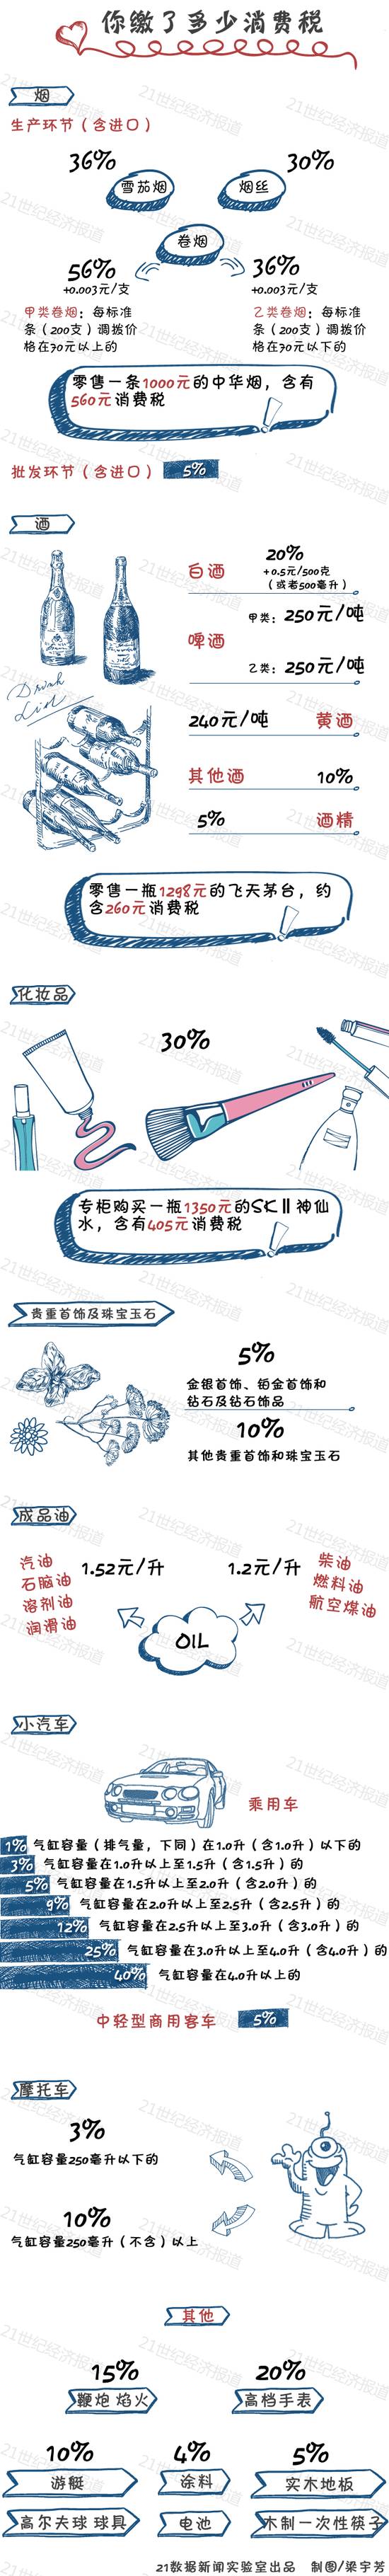 你缴了多少消费税
烟
生产环节（含进口）
36%
30%
雪茄烟
烟丝
卷烟
56%
+0.003元/支
36%
+0.003元/支
甲类卷烟：每标准
条（200支）调拨价
格在70元以上的
乙类卷烟：每标准
条（200支）调拨价
格在70元以下的
零售一条1000元的中华烟，含有
560元消费税
批发环节（含进口）
5%
酒
白酒
20%
+0.5元/500克
（或者500毫升）
啤酒
甲类：250元/吨
乙类：250元/吨
Drink
List
240元/吨
黄酒
其他酒
10%
5%
酒精
零售一瓶1298元的飞天茅台，约
含260元消费税
化妆品
30%
专柜购买一瓶1350元的SKⅡ神仙
水，含有405元消费税
贵重首饰及珠宝玉石
5%
金银首饰、铂金首饰和
钻石及钻石饰品
10%
其他贵重首饰和珠宝玉石
成品油
汽油
石脑油
溶剂油
润滑油
1.52元/升
1.2元/升
柴油
燃料油
航空煤油
OIL
小汽车
乘用车
1% 气缸容量（排气量，下同）在1.0升（含1.0升）以下的
3% 气缸容量在1.0升以上至1.5升（含1.5升）的
5% 气缸容量在1.5升以上至2.0升（含2.0升）的
9% 气缸容量在2.0升以上至2.5升（含2.5升）的
12% 气缸容量在2.5升以上至3.0升（含3.0升）的
25% 气缸容量在3.0升以上至4.0升（含4.0升）的
40% 气缸容量在4.0升以上的
中轻型商用客车
5%
摩托车
3%
气缸容量250毫升以下的
10%
气缸容量250毫升（不含）以上
其他
15%
鞭炮 焰火
20%
高档手表
10%
4%
5%
游艇
涂料
实木地板
高尔夫球 球具
电池
木制一次性筷子
21数据新闻实验室出品 制图/梁宇芳
21世纪经济报道